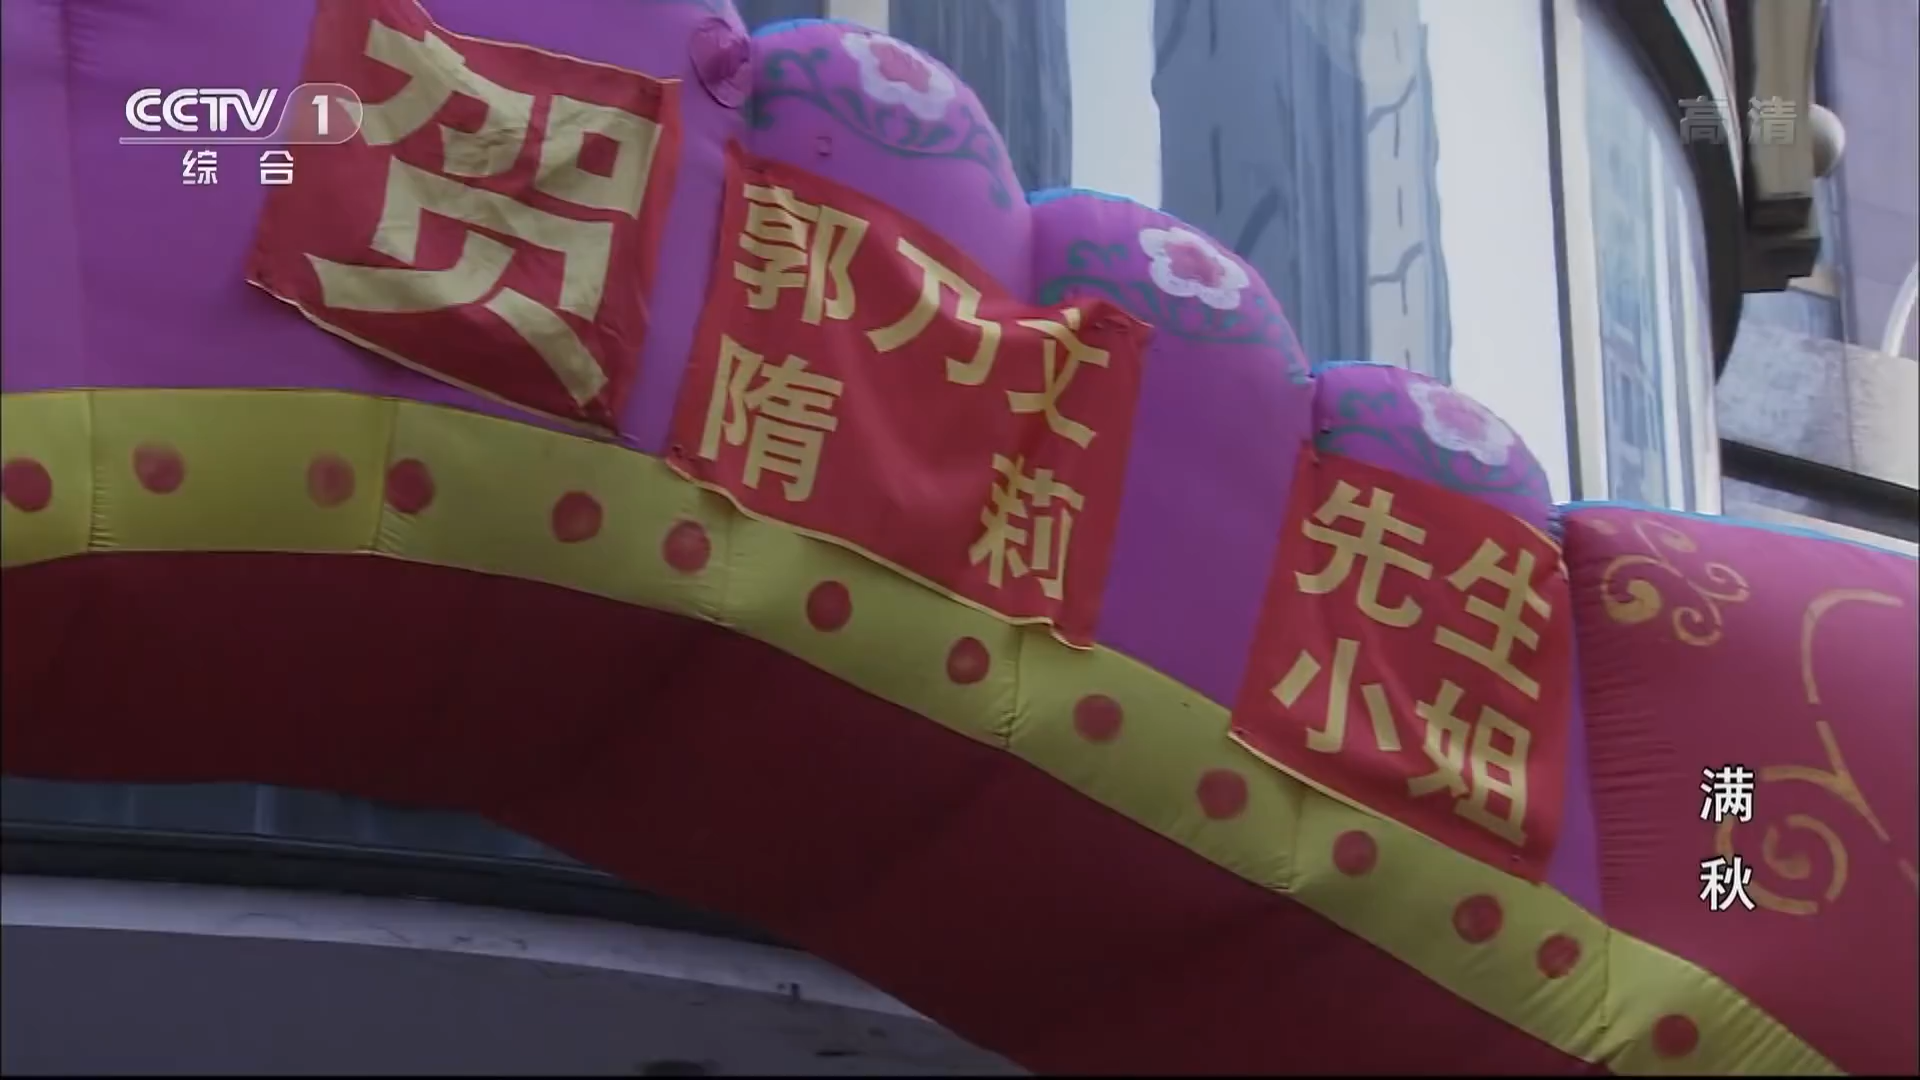 CCTV 1
综合
高清
贺
郭乃文 先生
隋莉 小姐
满秋